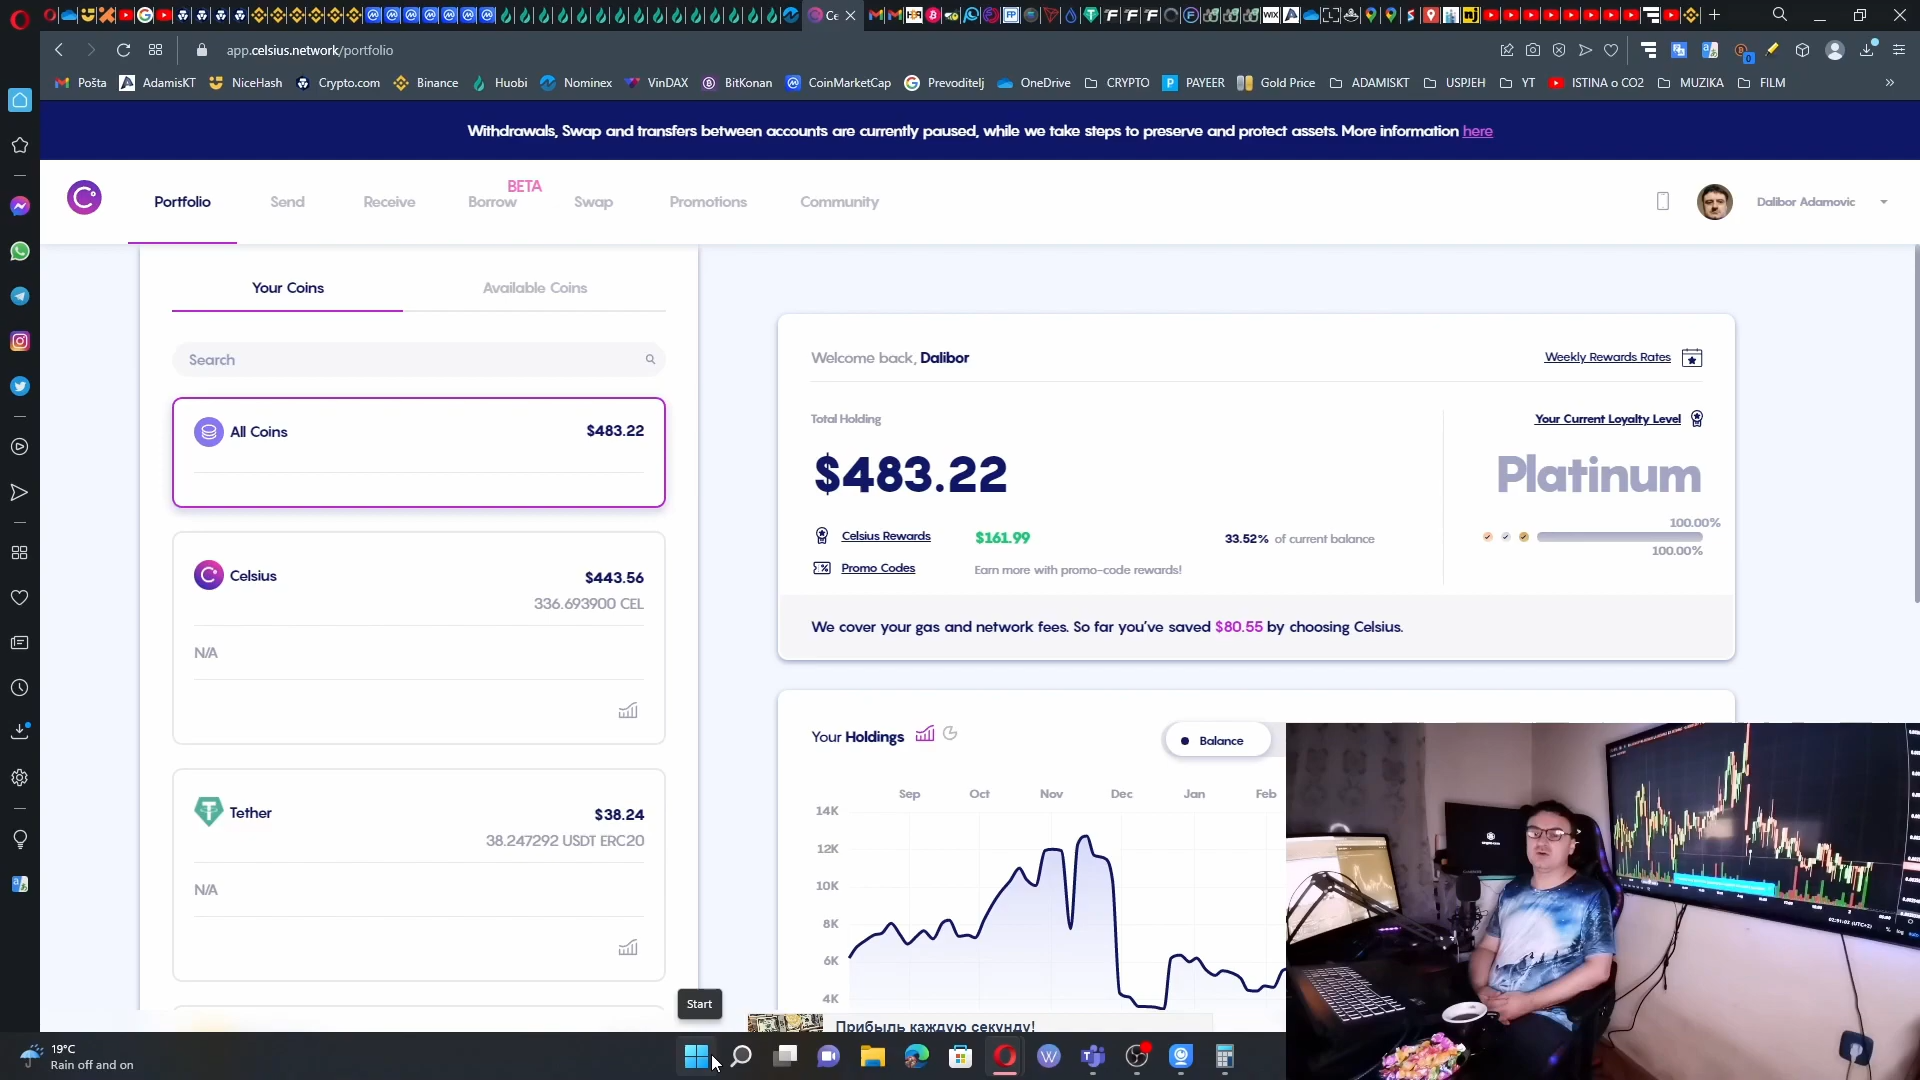 Ce
app.celsius.network/portfolio
Pošta
AdamisKT
NiceHash
Crypto.com
Binance
Huobi
Nominex
VinDAX
BitKonan
CoinMarketCap
Prevoditelj
OneDrive
CRYPTO
PAYEER
Gold Price
ADAMISKT
USPJEH
YT
ISTINA o CO2
MUZIKA
FILM
Withdrawals, Swap and transfers between accounts are currently paused, while we take steps to preserve and protect assets. More information here
Portfolio
Send
Receive
BETA
Borrow
Swap
Promotions
Community
Dalibor Adamovic
Your Coins
Available Coins
Search
All Coins
$483.22
Celsius
$443.56
336.693900 CEL
N/A
Tether
$38.24
38.247292 USDT ERC20
N/A
Welcome back, Dalibor
Weekly Rewards Rates
Total Holding
$483.22
Your Current Loyalty Level
Platinum
100.00%
100.00%
Celsius Rewards
$161.99
33.52% of current balance
Promo Codes
Earn more with promo-code rewards!
We cover your gas and network fees. So far you've saved $80.55 by choosing Celsius.
Your Holdings
Balance
Sep
Oct
Nov
Dec
Jan
Feb
14K
12K
10K
8K
6K
4K
Start
Прибыль каждую секунду!
19°C
Rain off and on